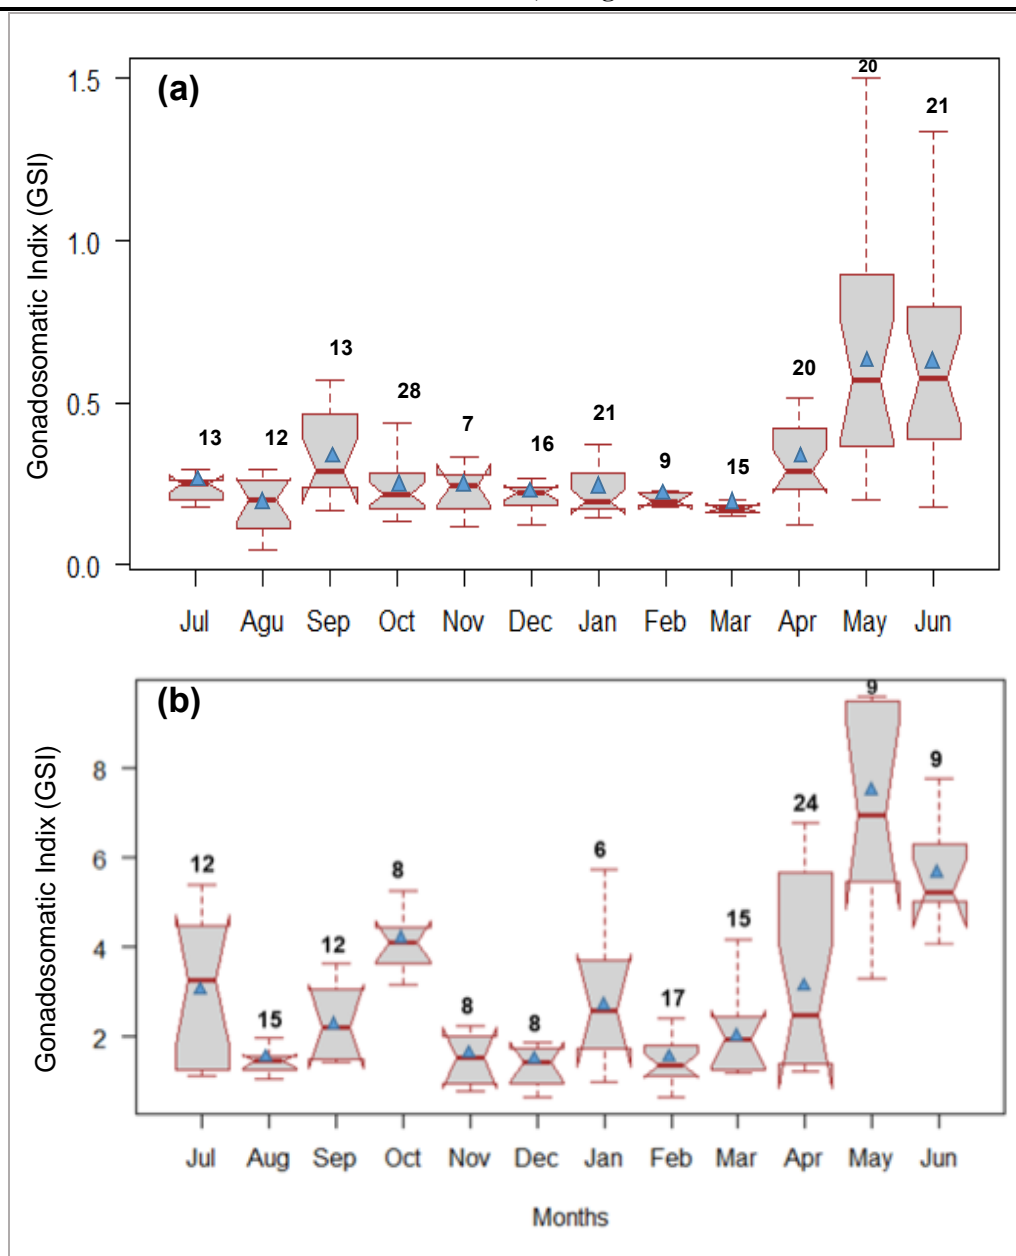 (a)
Gonadosomatic Indix (GSI)
1.5
1.0
0.5
0.0
13 12 13 28 7 16 21 9 15 20 20 21
Jul Agu Sep Oct Nov Dec Jan Feb Mar Apr May Jun
(b)
Gonadosomatic Indix (GSI)
8
6
4
2
12 15 12 8 8 8 6 17 15 24 9 9
Jul Aug Sep Oct Nov Dec Jan Feb Mar Apr May Jun
Months